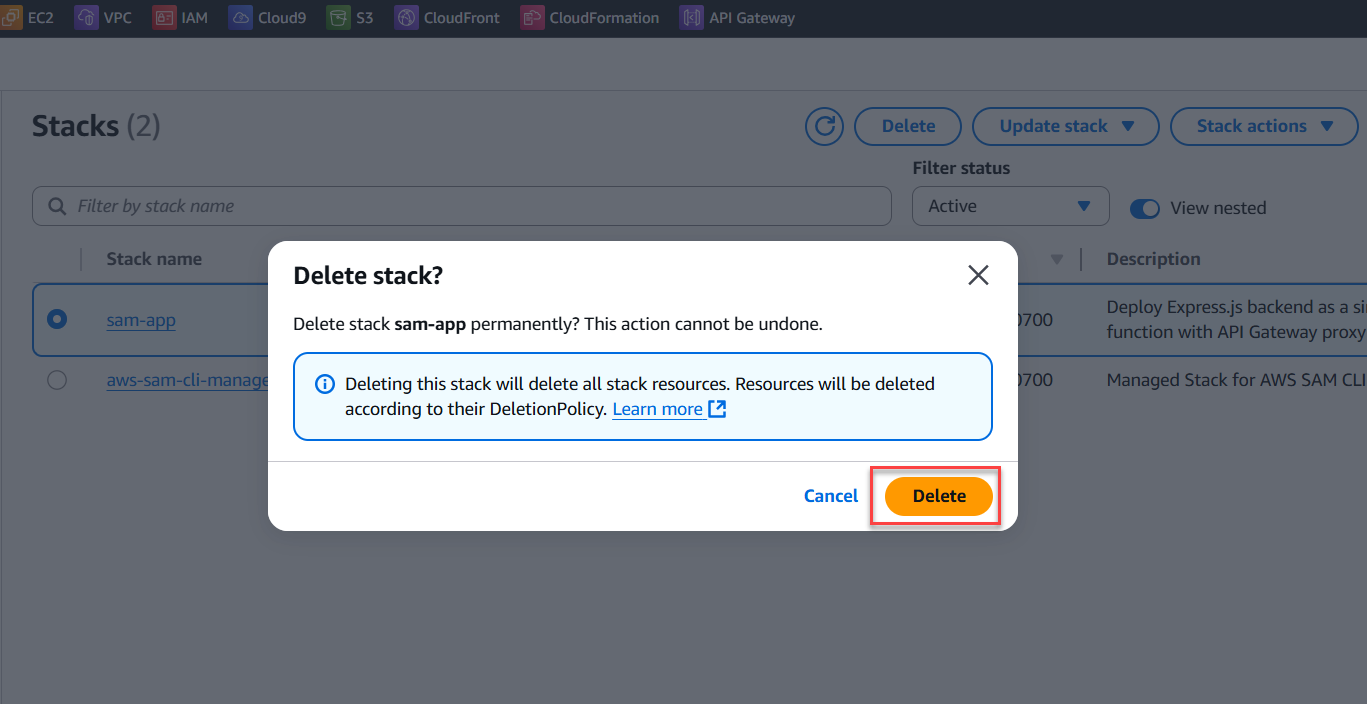 EC2 VPC IAM Cloud9 S3 CloudFront CloudFormation API Gateway
Stacks (2)
Delete
Update stack
Stack actions
Filter status
Filter by stack name
Active
View nested
Stack name
Description
sam-app
0700
Deploy Express.js backend as a si
function with API Gateway proxy
aws-sam-cli-manage
0700
Managed Stack for AWS SAM CLI
Delete stack?
Delete stack sam-app permanently? This action cannot be undone.
Deleting this stack will delete all stack resources. Resources will be deleted
according to their DeletionPolicy. Learn more
Cancel
Delete